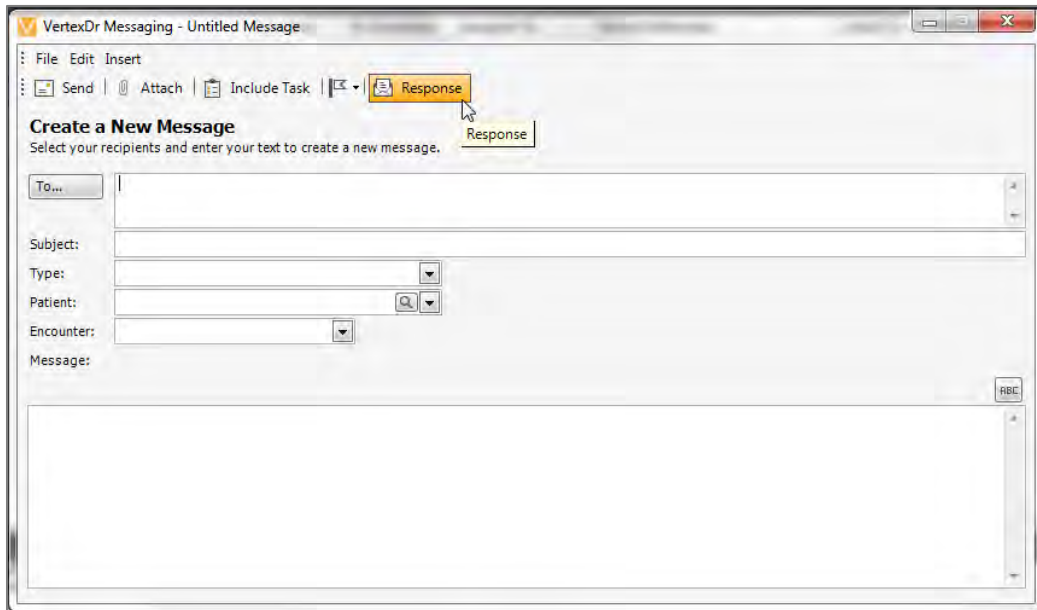 VertexDr Messaging - Untitled Message
File Edit Insert
Send Attach Include Task Response
Response
Create a New Message
Select your recipients and enter your text to create a new message.
To...
Subject:
Type:
Patient:
Encounter:
Message:
ABC